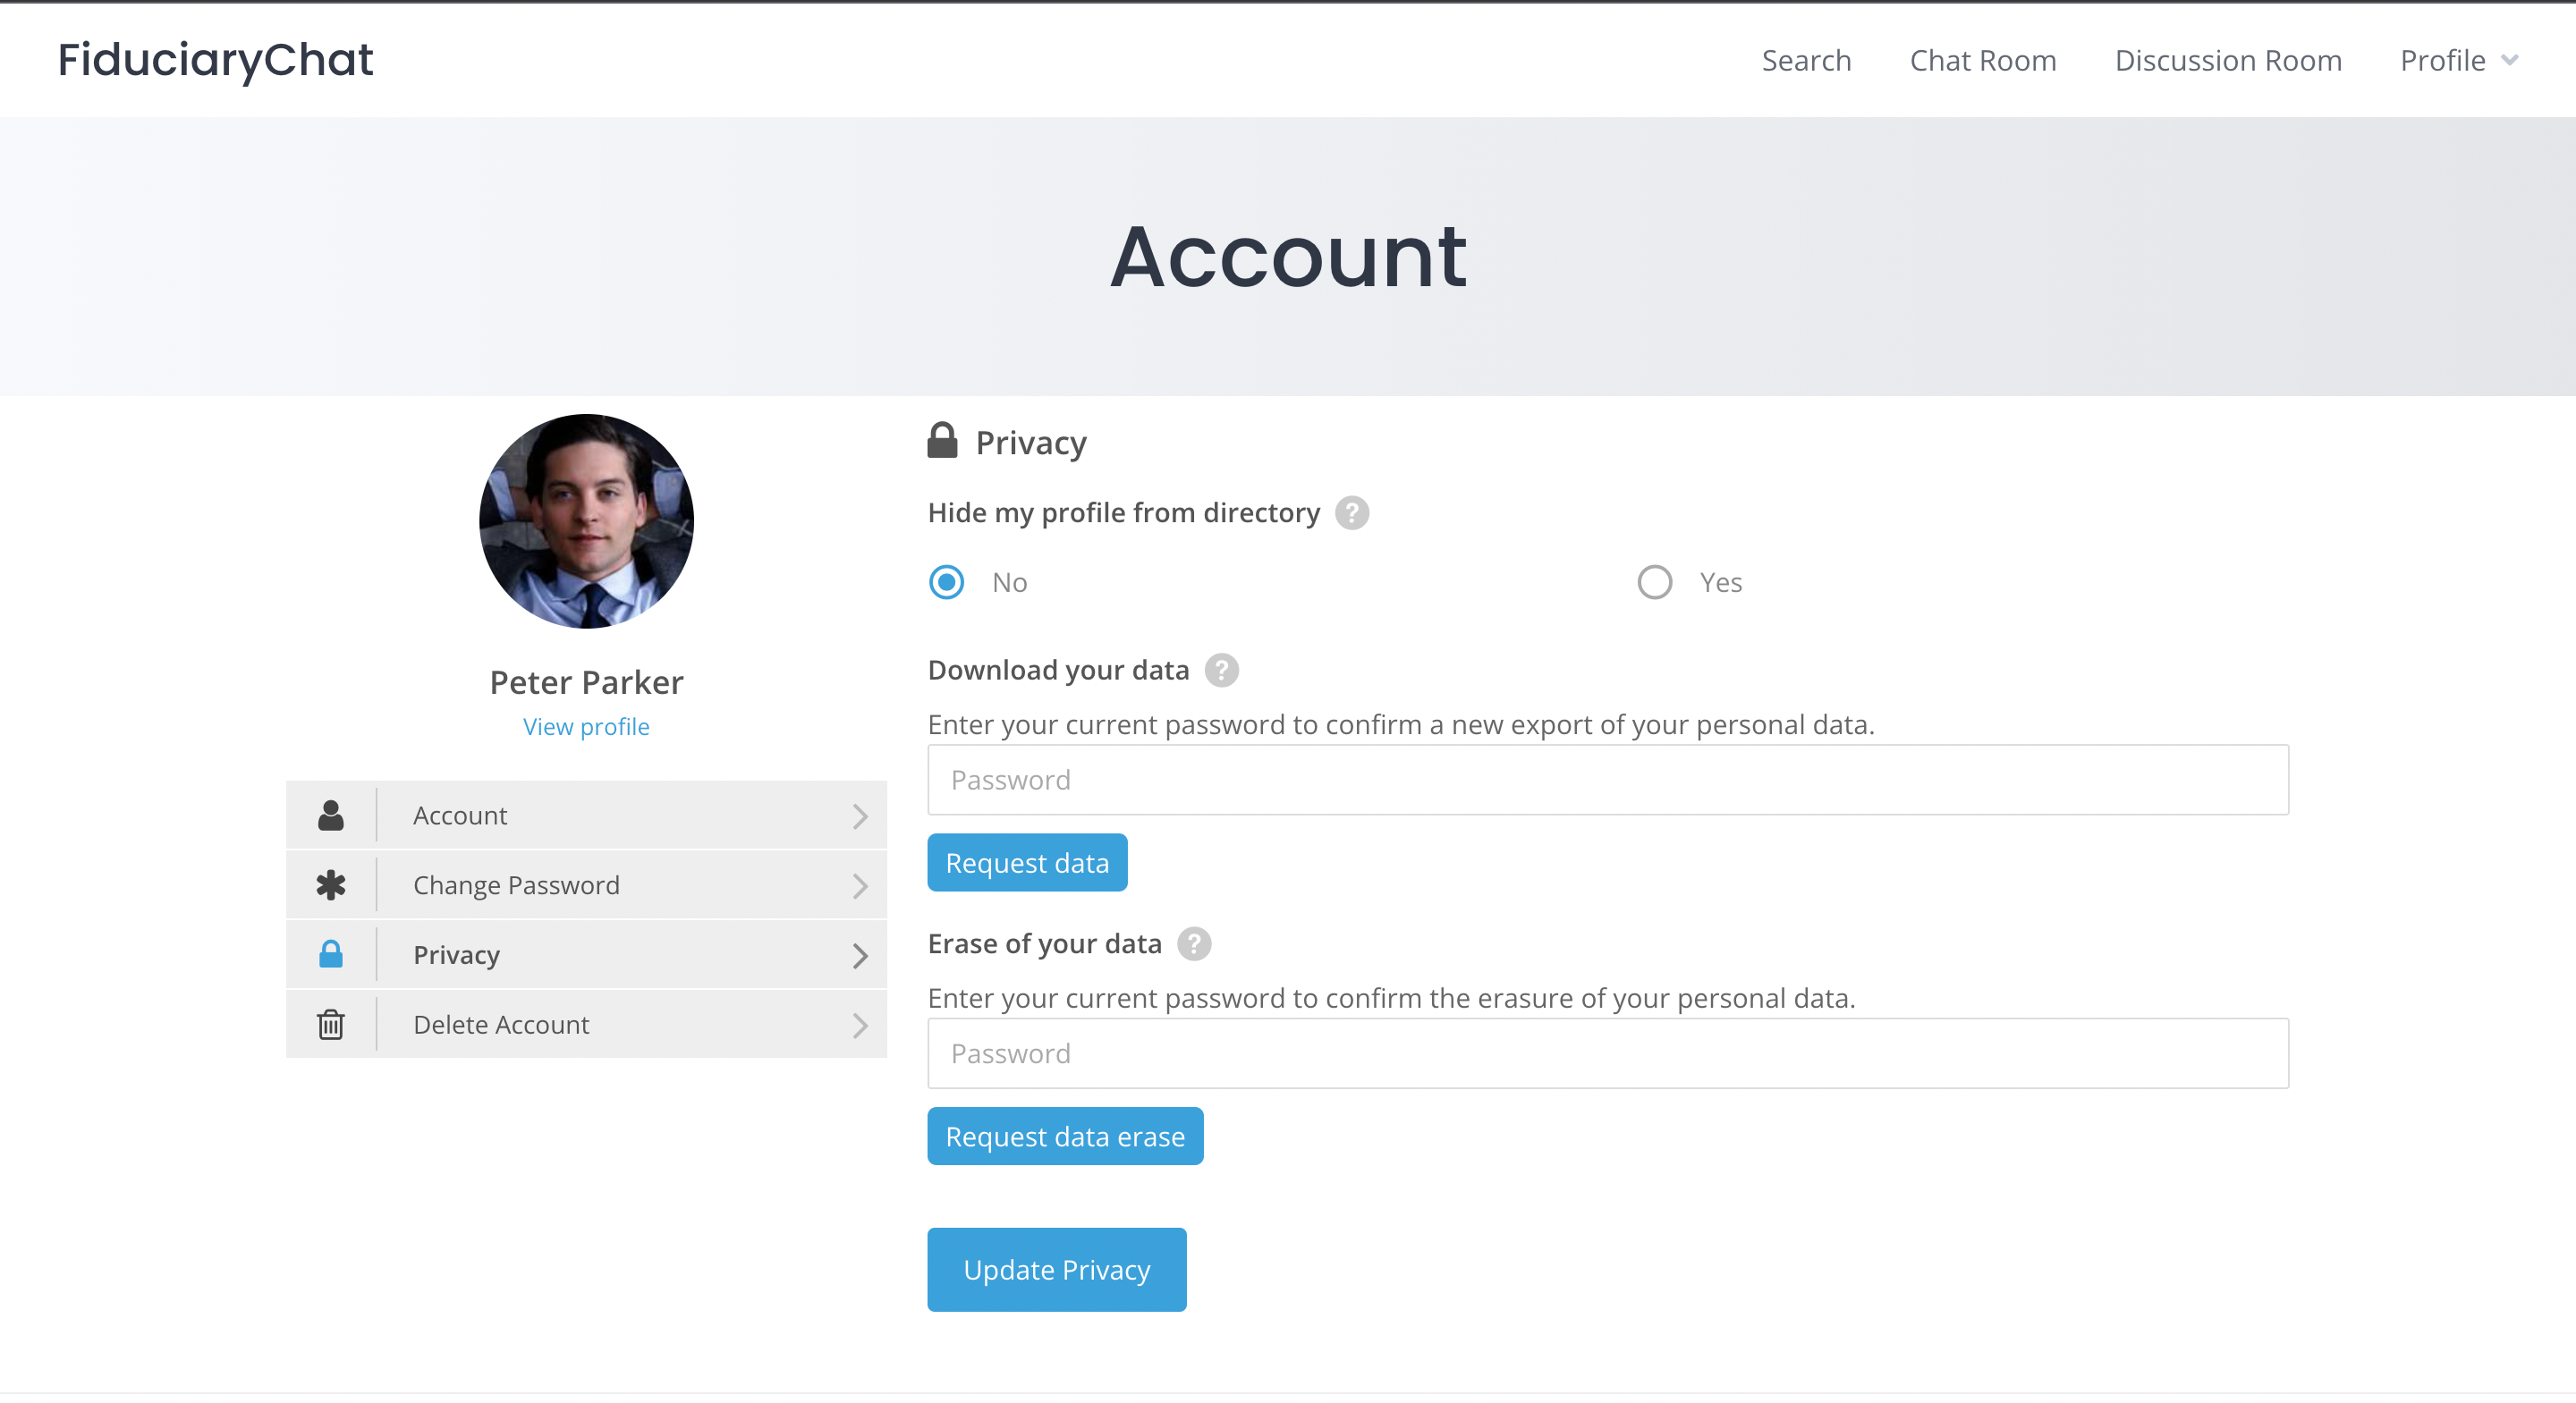 FiduciaryChat
Search Chat Room Discussion Room Profile
Account
Peter Parker
View profile
Account
Change Password
Privacy
Delete Account
Privacy
Hide my profile from directory ?
No Yes
Download your data ?
Enter your current password to confirm a new export of your personal data.
Password
Request data
Erase of your data ?
Enter your current password to confirm the erasure of your personal data.
Password
Request data erase
Update Privacy